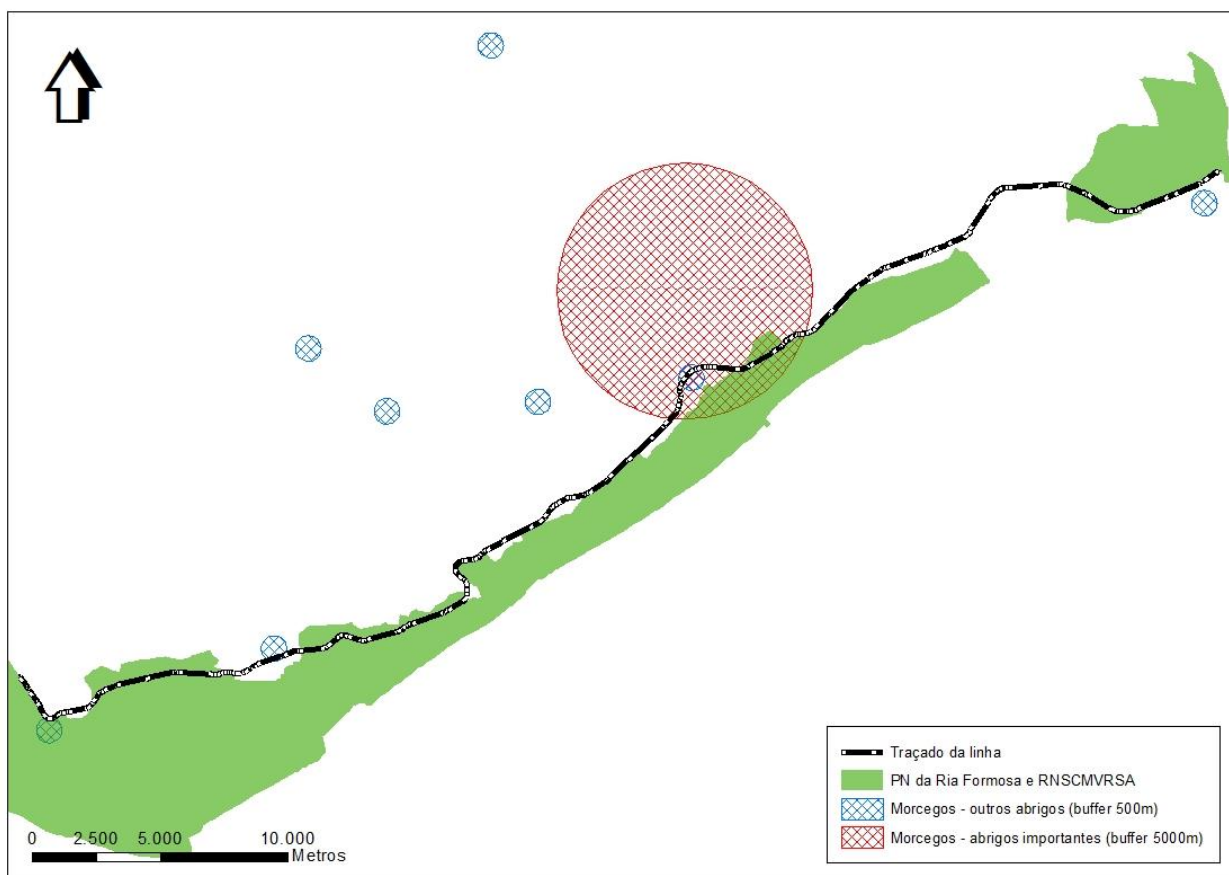 Traçado da linha
PN da Ria Formosa e RNSCMVRSA
Morcegos - outros abrigos (buffer 500m)
Morcegos - abrigos importantes (buffer 5000m)
0 2.500 5.000 10.000
Metros